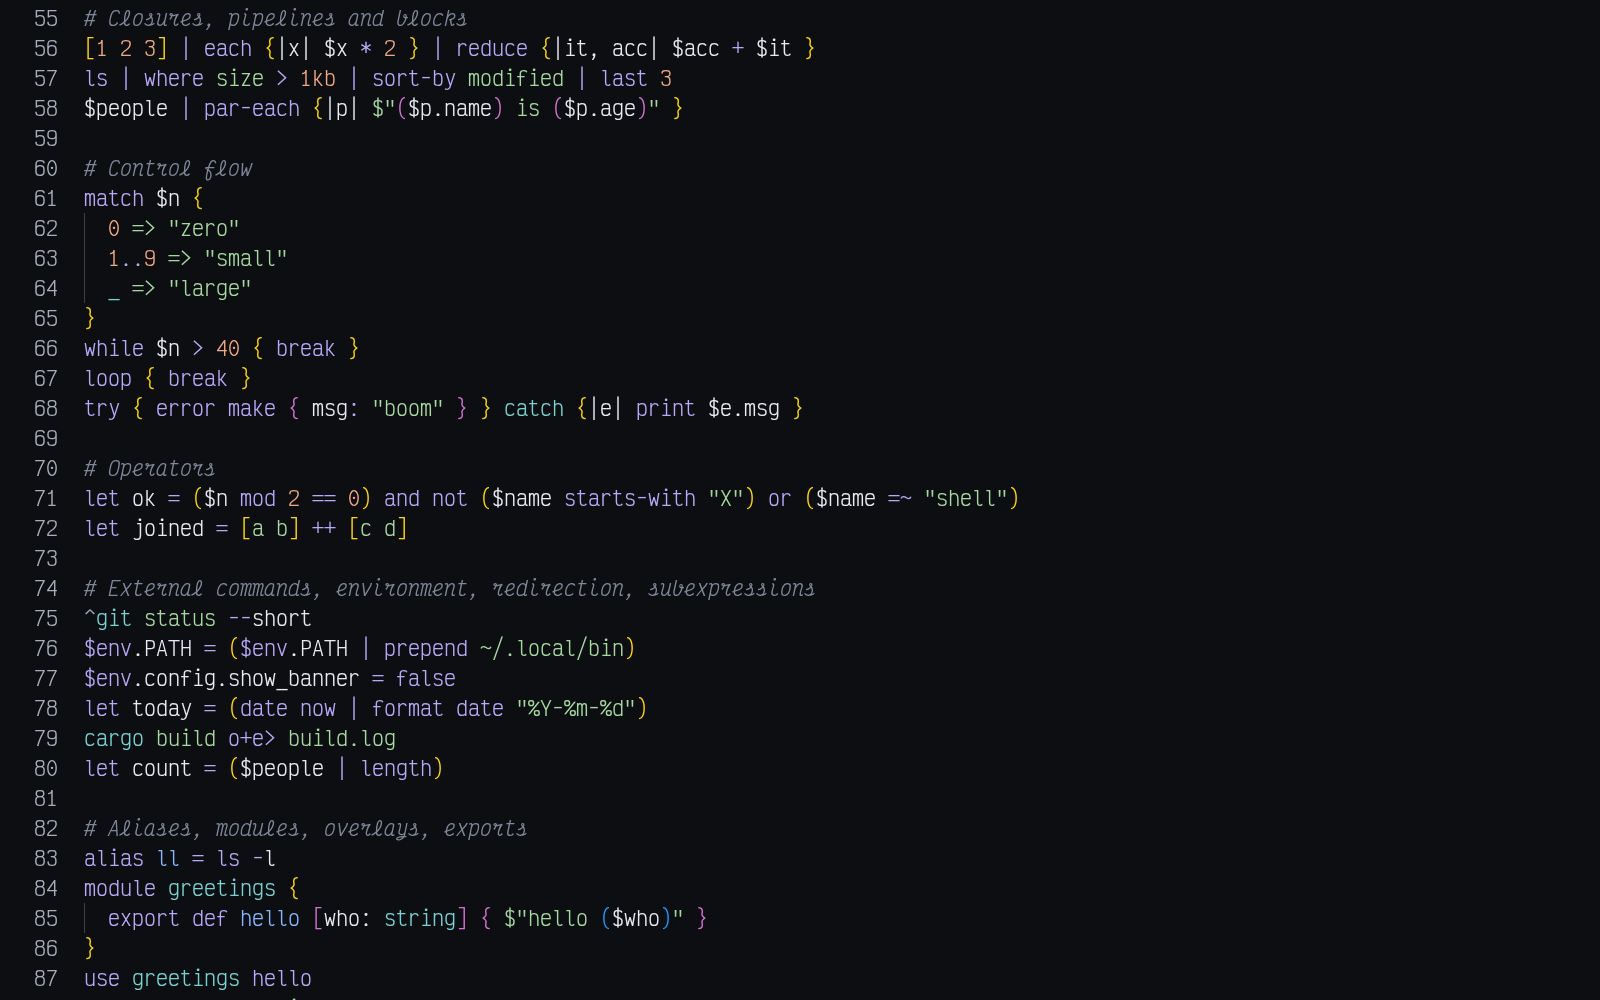 55 # Closures, pipelines and blocks
56 [1 2 3] | each {|x| $x * 2 } | reduce {|it, acc| $acc + $it }
57 ls | where size > 1kb | sort-by modified | last 3
58 $people | par-each {|p| $"($p.name) is ($p.age)" }
59
60 # Control flow
61 match $n {
62   0 => "zero"
63   1..9 => "small"
64   _ => "large"
65 }
66 while $n > 40 { break }
67 loop { break }
68 try { error make { msg: "boom" } } catch {|e| print $e.msg }
69
70 # Operators
71 let ok = ($n mod 2 == 0) and not ($name starts-with "X") or ($name =~ "shell")
72 let joined = [a b] ++ [c d]
73
74 # External commands, environment, redirection, subexpressions
75 ^git status --short
76 $env.PATH = ($env.PATH | prepend ~/.local/bin)
77 $env.config.show_banner = false
78 let today = (date now | format date "%Y-%m-%d")
79 cargo build o+e> build.log
80 let count = ($people | length)
81
82 # Aliases, modules, overlays, exports
83 alias ll = ls -l
84 module greetings {
85   export def hello [who: string] { $"hello ($who)" }
86 }
87 use greetings hello